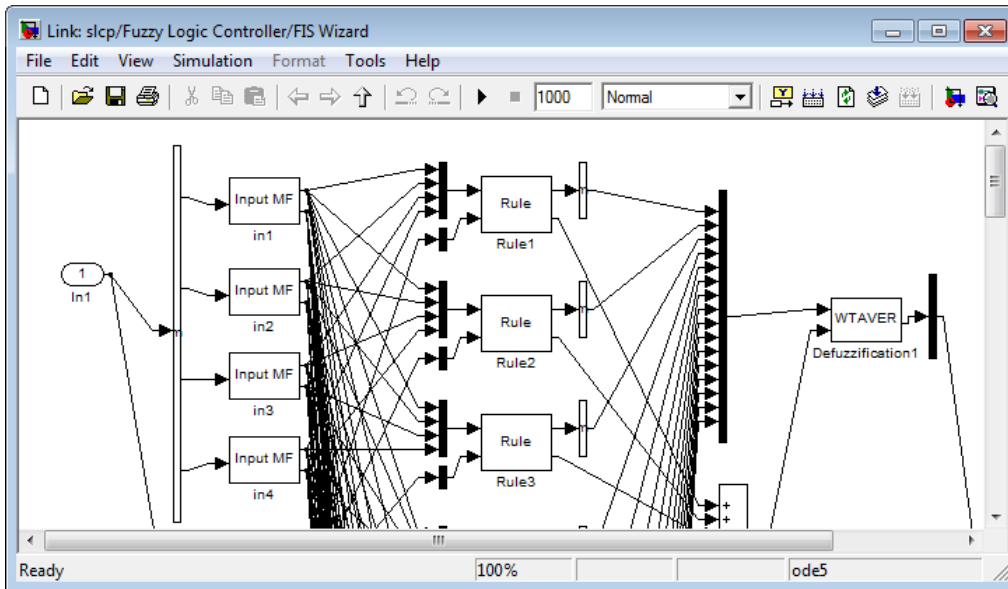 Link: slcp/Fuzzy Logic Controller/FIS Wizard
File Edit View Simulation Format Tools Help
1000 Normal
1
In1
Input MF
in1
Input MF
in2
Input MF
in3
Input MF
in4
Rule
Rule1
Rule
Rule2
Rule
Rule3
WTAVER
Defuzzification1
+
+
Ready 100% ode5